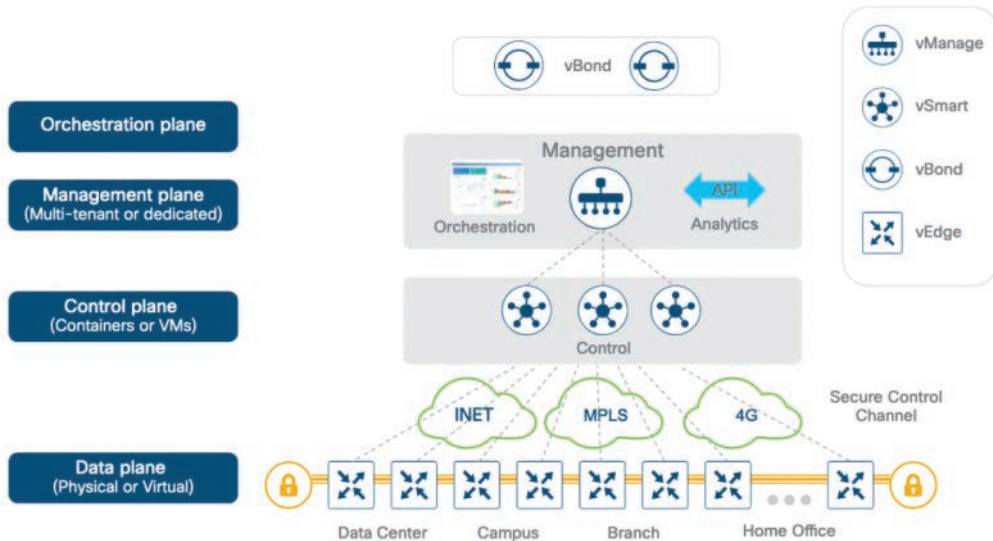 vBond
Orchestration plane
Management plane
(Multi-tenant or dedicated)
Management
Orchestration
API
Analytics
Control plane
(Containers or VMs)
Control
INET
MPLS
4G
Secure Control
Channel
Data plane
(Physical or Virtual)
Data Center
Campus
Branch
Home Office
vManage
vSmart
vBond
vEdge